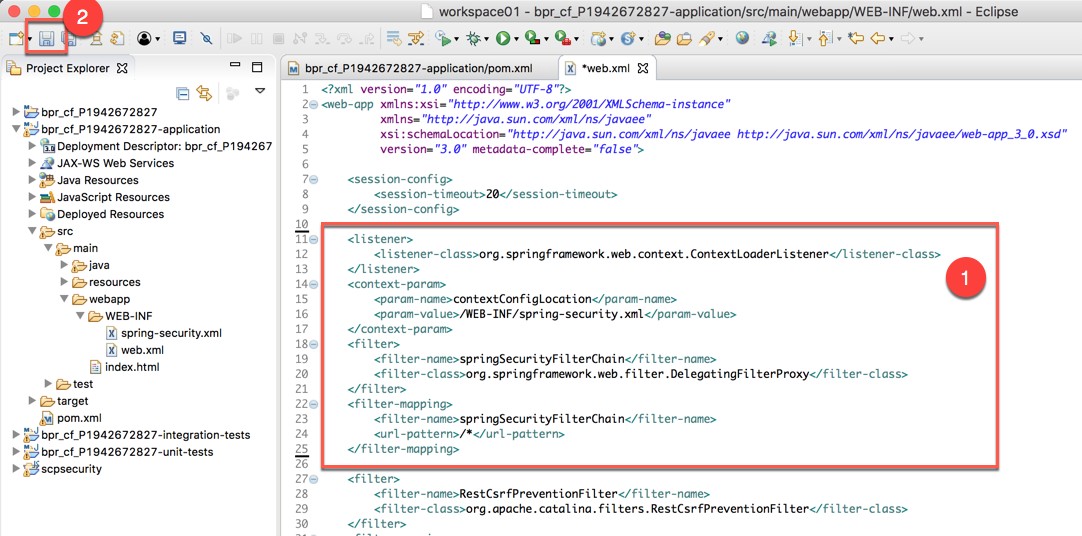 2
workspace01 - bpr_cf_P1942672827-application/src/main/webapp/WEB-INF/web.xml - Eclipse
Project Explorer
bpr_cf_P1942672827
bpr_cf_P1942672827-application
Deployment Descriptor: bpr_cf_P194267
JAX-WS Web Services
Java Resources
JavaScript Resources
Deployed Resources
src
main
java
resources
webapp
WEB-INF
spring-security.xml
web.xml
index.html
test
target
pom.xml
bpr_cf_P1942672827-integration-tests
bpr_cf_P1942672827-unit-tests
scpsecurity
bpr_cf_P1942672827-application/pom.xml
*web.xml
1 <?xml version="1.0" encoding="UTF-8"?>
2 <web-app xmlns:xsi="http://www.w3.org/2001/XMLSchema-instance"
3 xmlns="http://java.sun.com/xml/ns/javaee"
4 xsi:schemaLocation="http://java.sun.com/xml/ns/javaee http://java.sun.com/xml/ns/javaee/web-app_3_0.xsd"
5 version="3.0" metadata-complete="false">
6
7 <session-config>
8 <session-timeout>20</session-timeout>
9 </session-config>
10
11 <listener>
12 <listener-class>org.springframework.web.context.ContextLoaderListener</listener-class>
13 </listener>
14 <context-param>
15 <param-name>contextConfigLocation</param-name>
16 <param-value>/WEB-INF/spring-security.xml</param-value>
17 </context-param>
18 <filter>
19 <filter-name>springSecurityFilterChain</filter-name>
20 <filter-class>org.springframework.web.filter.DelegatingFilterProxy</filter-class>
21 </filter>
22 <filter-mapping>
23 <filter-name>springSecurityFilterChain</filter-name>
24 <url-pattern>/*</url-pattern>
25 </filter-mapping>
26
27 <filter>
28 <filter-name>RestCsrfPreventionFilter</filter-name>
29 <filter-class>org.apache.catalina.filters.RestCsrfPreventionFilter</filter-class>
30 </filter>
1